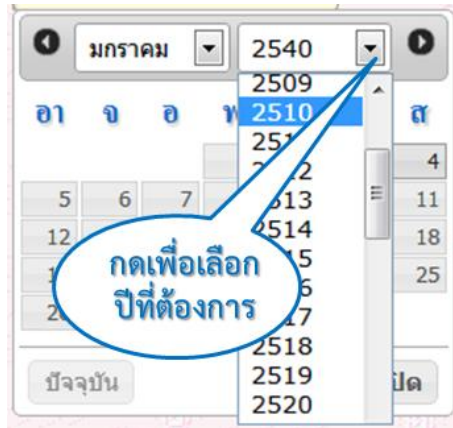 มกราคม 2540
2509
อา จ อ พ 2510 ส
4
5 6 7 2513 11
12 2514 18
กดเพื่อเลือก 25
ปีที่ต้องการ
2518
ปัจจุบัน 2519
2520